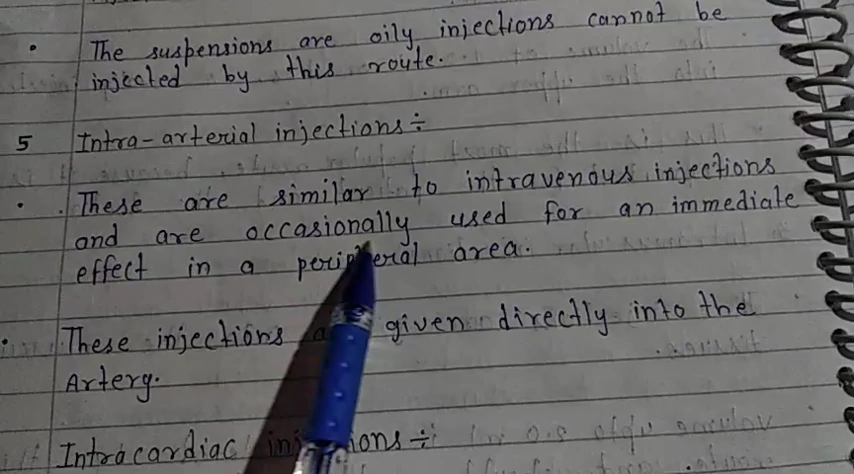 • The suspensions are oily injections cannot be
injected by this route.
5 Intra-arterial injections÷
• These are similar to intravenous injections
and are occasionally used for an immediate
effect in a peripheral area.
• These injections given directly into the
Artery.
Intracardiac injections÷